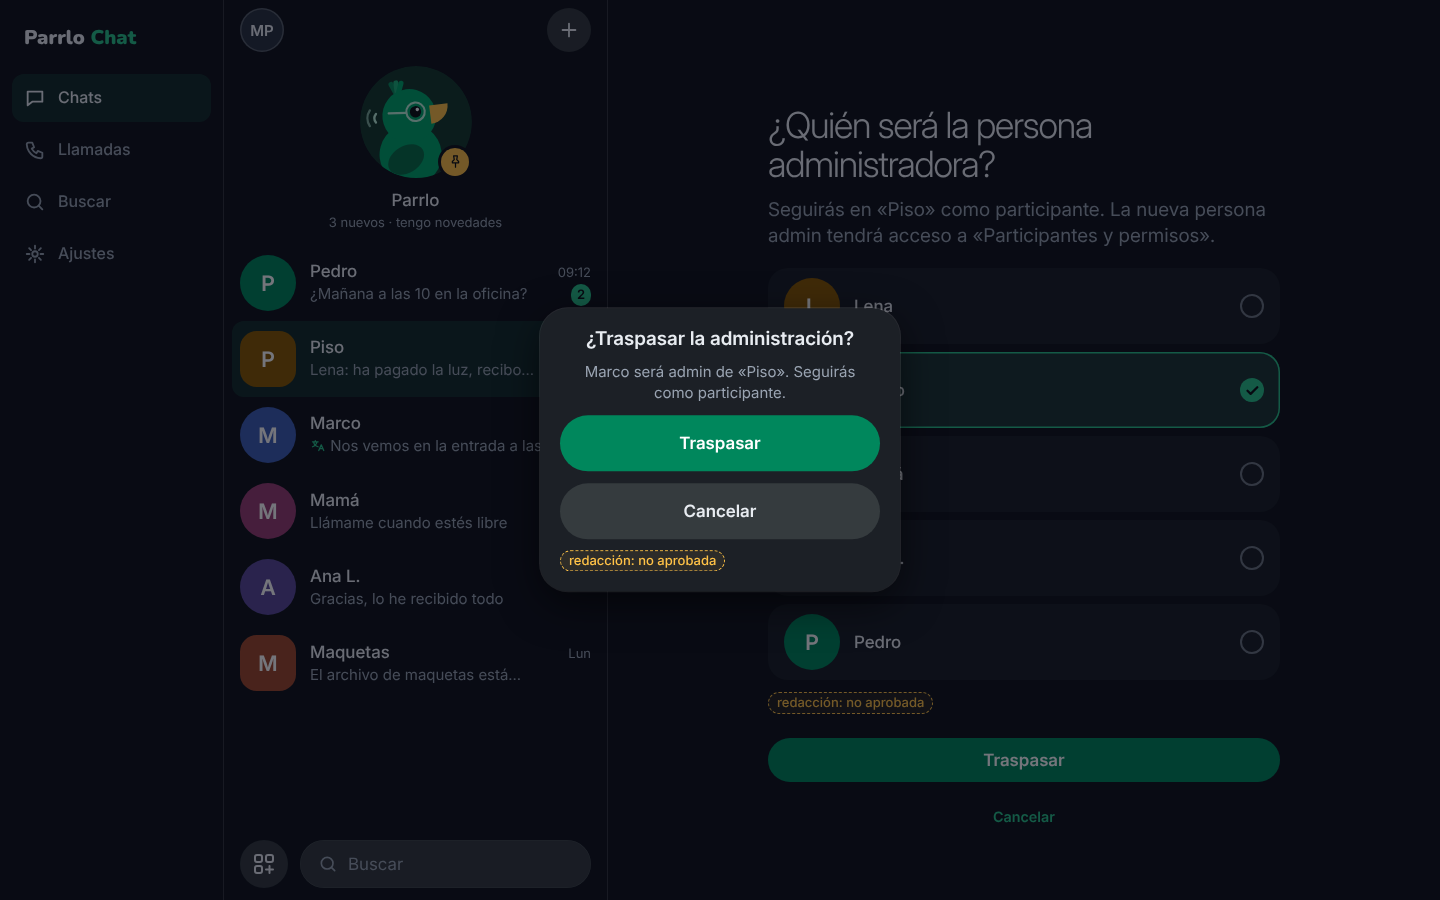 Parrlo Chat
Chats
Llamadas
Buscar
Ajustes
MP
Parrlo
3 nuevos · tengo novedades
P
Pedro
09:12
¿Mañana a las 10 en la oficina?
2
P
Piso
Lena: ha pagado la luz, recibo...
M
Marco
Nos vemos en la entrada a las
M
Mamá
Llámame cuando estés libre
A
Ana L.
Gracias, lo he recibido todo
M
Maquetas
Lun
El archivo de maquetas está...
Buscar
¿Quién será la persona
administradora?
Seguirás en «Piso» como participante. La nueva persona
admin tendrá acceso a «Participantes y permisos».
Lena
P
Pedro
redacción: no aprobada
Traspasar
Cancelar
¿Traspasar la administración?
Marco será admin de «Piso». Seguirás
como participante.
Traspasar
Cancelar
redacción: no aprobada